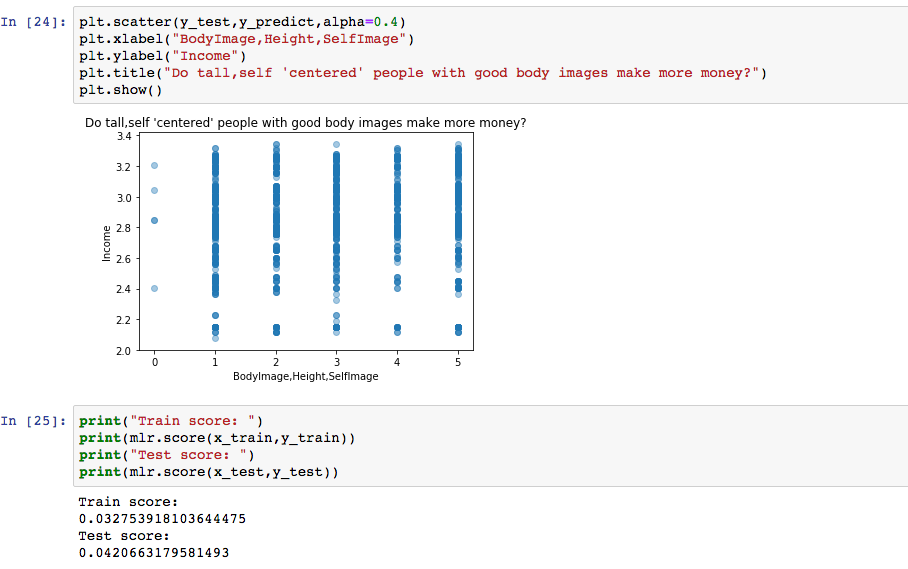 In [24]: plt.scatter(y_test,y_predict,alpha=0.4)
plt.xlabel("BodyImage,Height,SelfImage")
plt.ylabel("Income")
plt.title("Do tall,self 'centered' people with good body images make more money?")
plt.show()
Do tall,self 'centered' people with good body images make more money?
3.4
3.2
3.0
2.8
2.6
2.4
2.2
2.0
Income
0 1 2 3 4 5
BodyImage,Height,SelfImage
In [25]: print("Train score: ")
print(mlr.score(x_train,y_train))
print("Test score: ")
print(mlr.score(x_test,y_test))
Train score:
0.032753918103644475
Test score:
0.0420663179581493